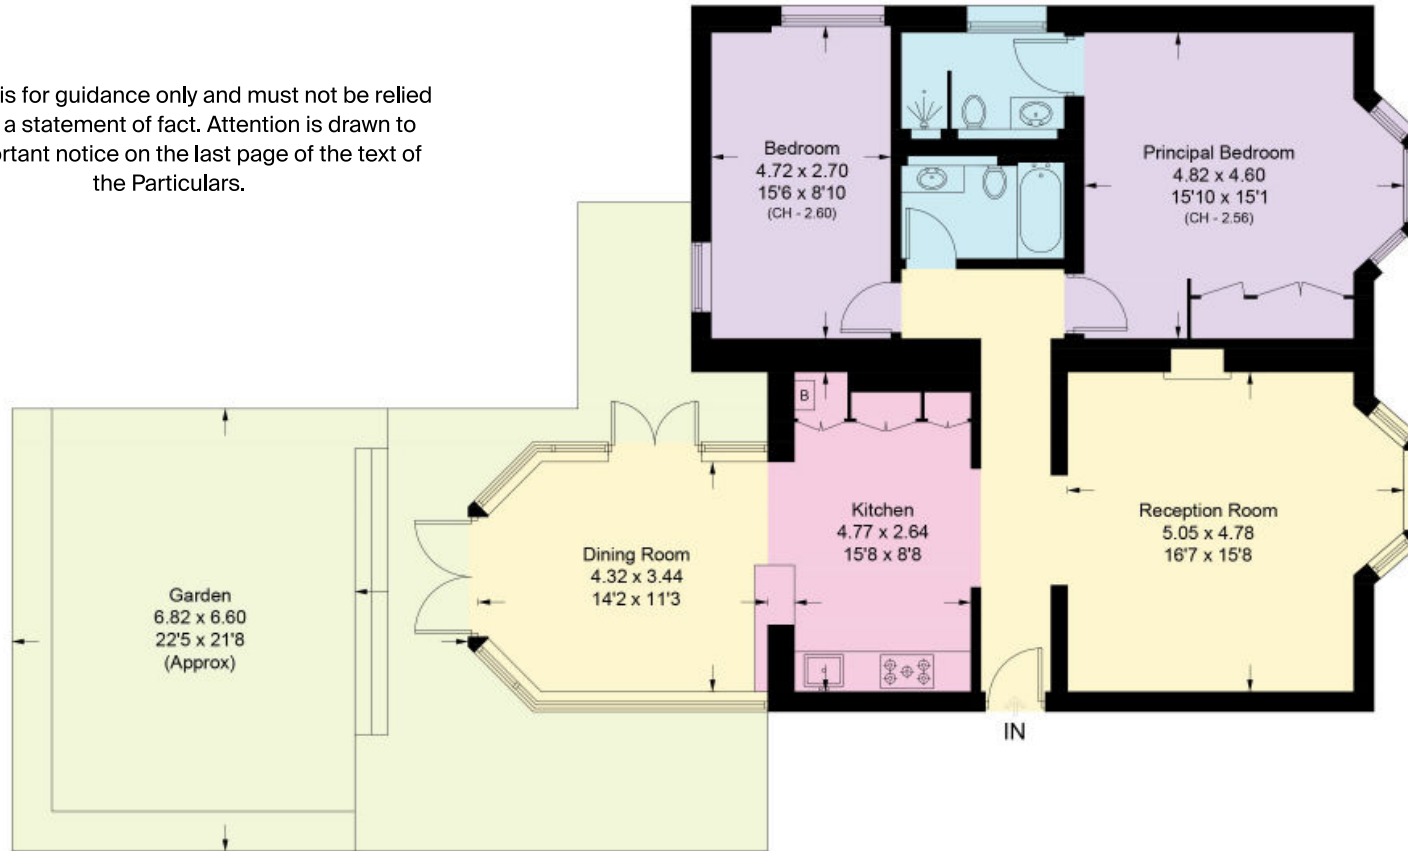 is for guidance only and must not be relied
a statement of fact. Attention is drawn to
notice on the last page of the text of
the Particulars.
Bedroom
4.72 x 2.70
15'6 x 8'10
(CH - 2.60)
Principal Bedroom
4.82 x 4.60
15'10 x 15'1
(CH - 2.56)
B
Kitchen
4.77 x 2.64
15'8 x 8'8
Reception Room
5.05 x 4.78
16'7 x 15'8
Dining Room
4.32 x 3.44
14'2 x 11'3
Garden
6.82 x 6.60
22'5 x 21'8
(Approx)
IN